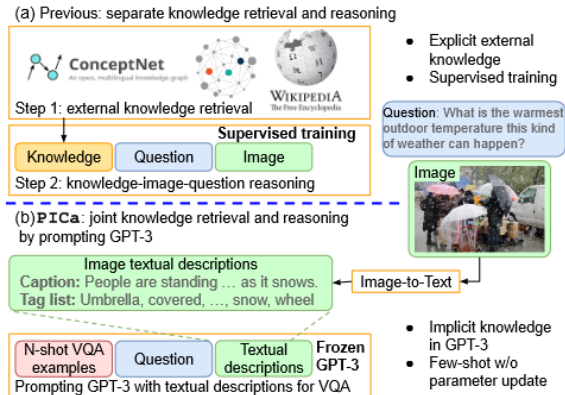 (a) Previous: separate knowledge retrieval and reasoning
ConceptNet
An open, multilingual knowledge graph
WIKIPEDIA
The Free Encyclopedia
Step 1: external knowledge retrieval
Supervised training
Knowledge
Question
Image
Step 2: knowledge-image-question reasoning
• Explicit external
knowledge
• Supervised training
Question: What is the warmest
outdoor temperature this kind
of weather can happen?
Image
(b) PICa: joint knowledge retrieval and reasoning
by prompting GPT-3
Image textual descriptions
Caption: People are standing … as it snows.
Tag list: Umbrella, covered, …, snow, wheel
Image-to-Text
N-shot VQA
examples
Question
Textual
descriptions
Frozen
GPT-3
Prompting GPT-3 with textual descriptions for VQA
• Implicit knowledge
in GPT-3
• Few-shot w/o
parameter update